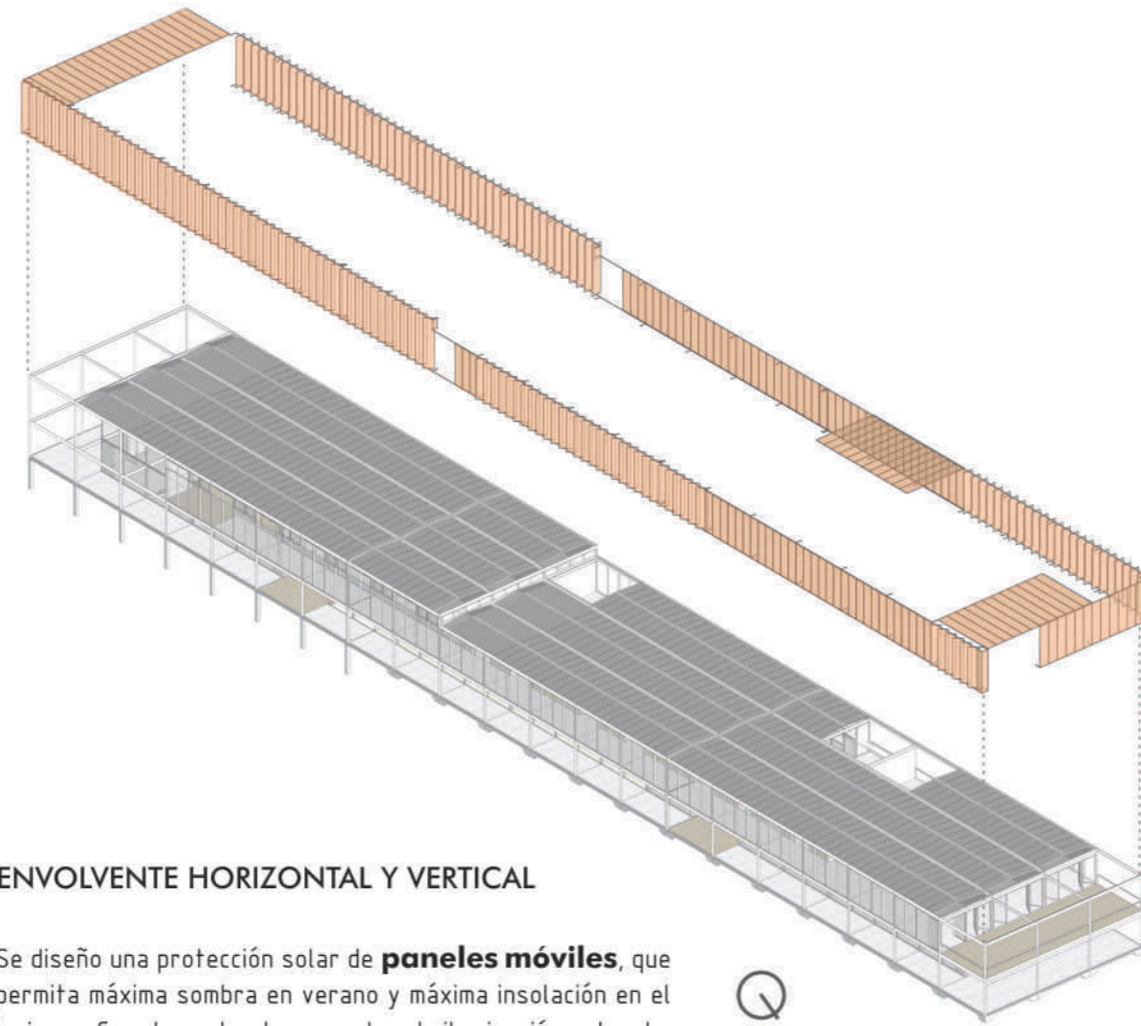 ENVOLVENTE HORIZONTAL Y VERTICAL
Se diseño una protección solar de paneles móviles, que
permita máxima sombra en verano y máxima insolación en el